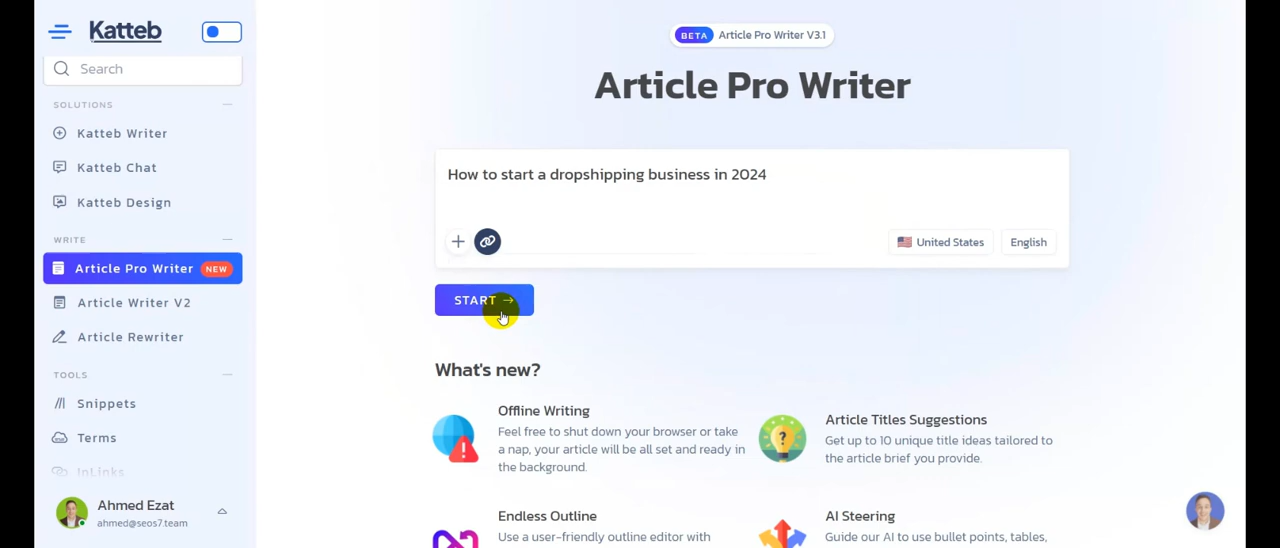 Katteb
Search
SOLUTIONS
Katteb Writer
Katteb Chat
Katteb Design
WRITE
Article Pro Writer NEW
Article Writer V2
Article Rewriter
TOOLS
Snippets
Terms
InLinks
Ahmed Ezat
ahmed@seos7.team
BETA Article Pro Writer V3.1
Article Pro Writer
How to start a dropshipping business in 2024
United States English
START
What's new?
Offline Writing
Feel free to shut down your browser or take
a nap, your article will be all set and ready in
the background.
Article Titles Suggestions
Get up to 10 unique title ideas tailored to
the article brief you provide.
Endless Outline
Use a user-friendly outline editor with
AI Steering
Guide our AI to use bullet points, tables,